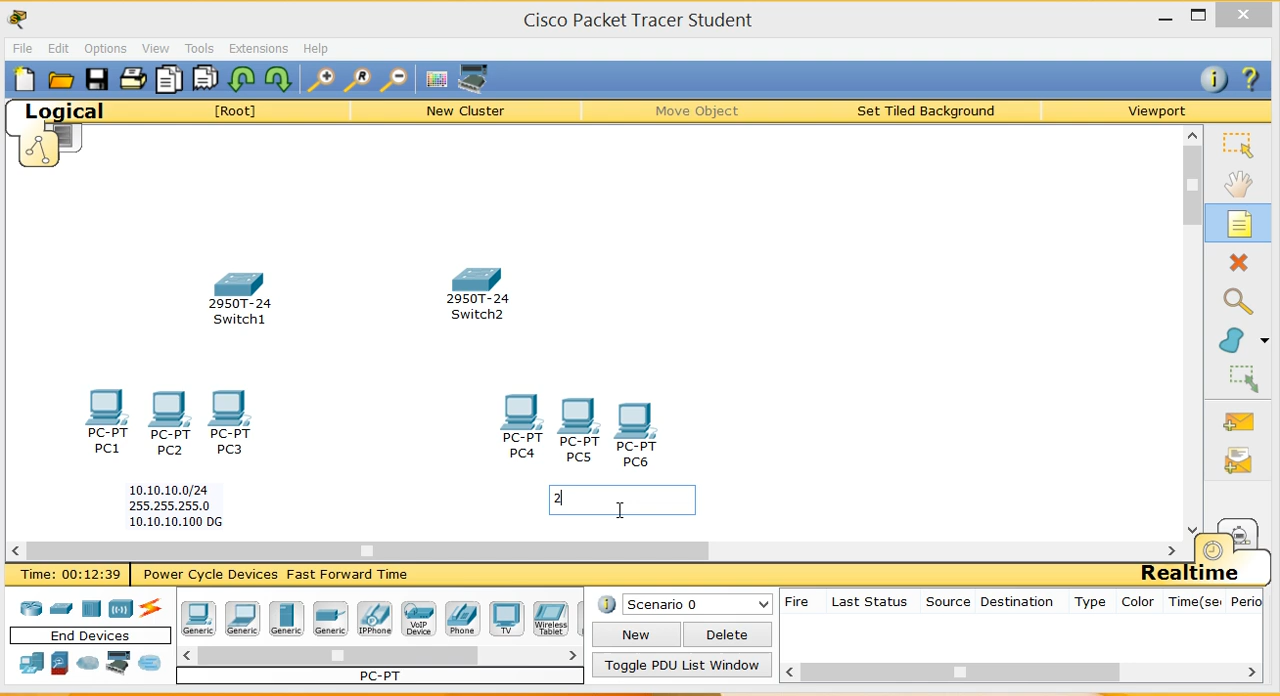 Cisco Packet Tracer Student
File Edit Options View Tools Extensions Help
Logical [Root] New Cluster Move Object Set Tiled Background Viewport
2950T-24
Switch1
2950T-24
Switch2
PC-PT
PC1
PC-PT
PC2
PC-PT
PC3
PC-PT
PC4
PC-PT
PC5
PC-PT
PC6
10.10.10.0/24
255.255.255.0
10.10.10.100 DG
2
Time: 00:12:39 Power Cycle Devices Fast Forward Time
Realtime
End Devices
Generic Generic Generic Generic IPPhone VoIP Device Phone TV Wireless Tablet
PC-PT
Scenario 0
New Delete
Toggle PDU List Window
Fire Last Status Source Destination Type Color Time(sec Perio